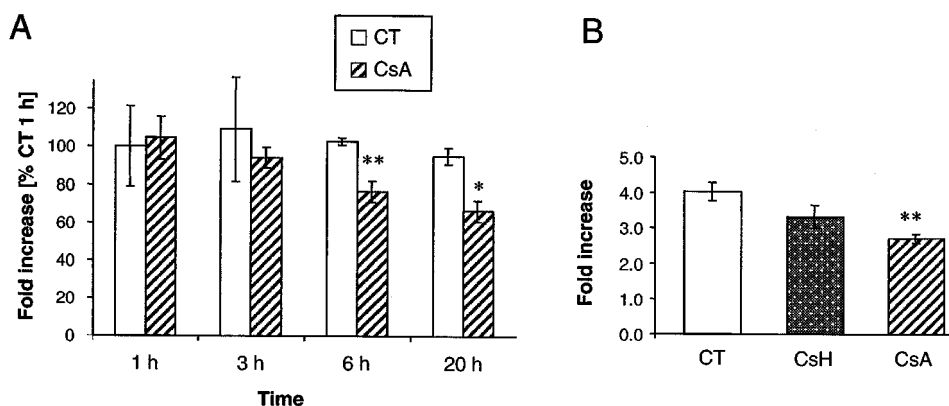 A
CT
CsA
B
Fold increase [% CT 1 h]
120
100
80
60
40
20
0
**
*
1 h 3 h 6 h 20 h
Time
Fold increase
5.0
4.0
3.0
2.0
1.0
0.0
**
CT CsH CsA